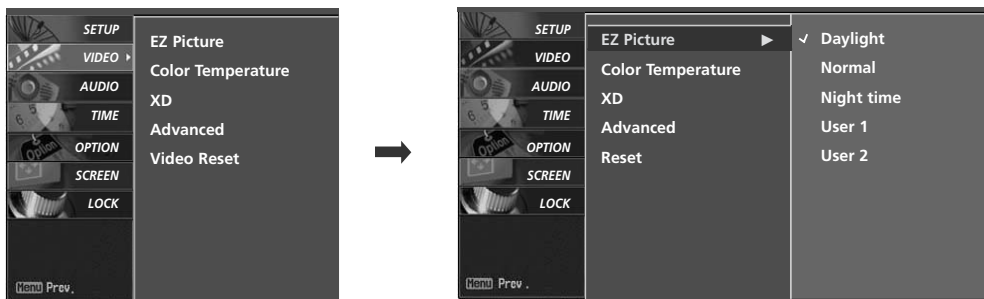 SETUP
VIDEO
AUDIO
TIME
OPTION
SCREEN
LOCK
Menu Prev.
EZ Picture
Color Temperature
XD
Advanced
Video Reset
SETUP
VIDEO
AUDIO
TIME
OPTION
SCREEN
LOCK
Menu Prev.
EZ Picture
Color Temperature
XD
Advanced
Reset
Daylight
Normal
Night time
User 1
User 2